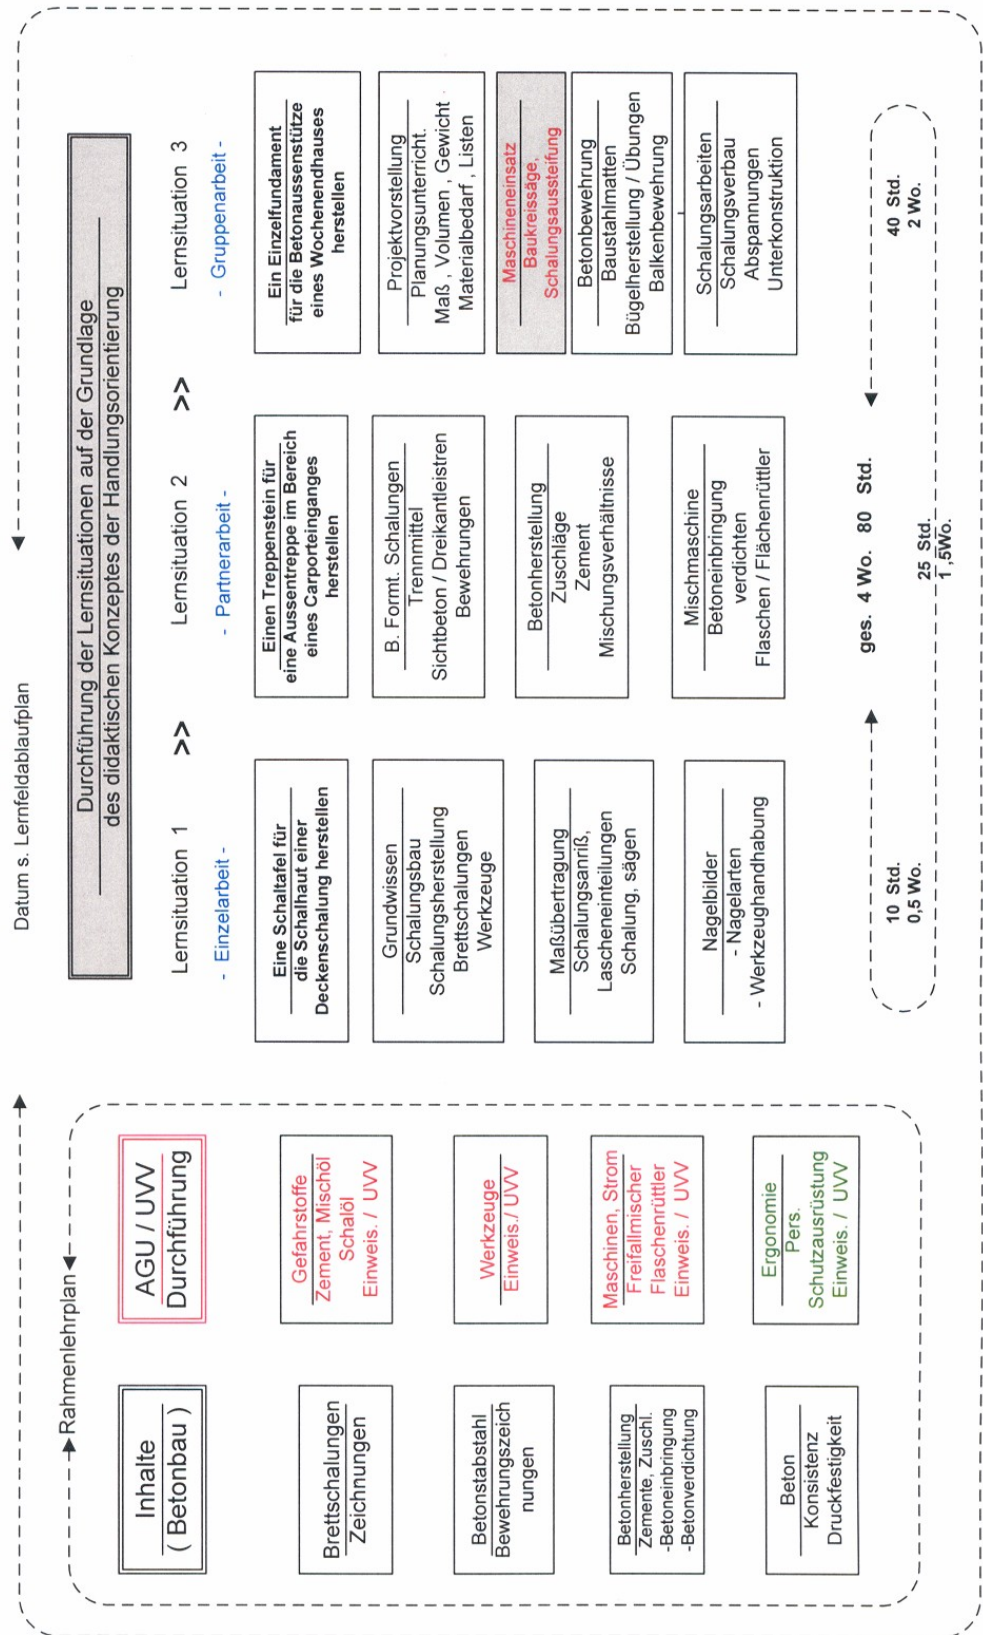 Datum s. Lernfeldablaufplan
Rahmenlehrplan
Inhalte
( Betonbau )
Brettschalungen
Zeichnungen
Betonstabstahl
Bewehrungszeich
nungen
Betonherstellung
Zemente, Zuschl.
-Betoneinbringung
-Betonverdichtung
Beton
Konsistenz
Druckfestigkeit
AGU / UVV
Durchführung
Gefahrstoffe
Zement, Mischöl
Schalöl
Einweis. / UVV
Werkzeuge
Einweis./ UVV
Maschinen, Strom
Freifallmischer
Flaschenrüttler
Einweis. / UVV
Ergonomie
Pers.
Schutzausrüstung
Einweis. / UVV
Durchführung der Lernsituationen auf der Grundlage
des didaktischen Konzeptes der Handlungsorientierung
Lernsituation 1 >> Lernsituation 2 >> Lernsituation 3
- Einzelarbeit - - Partnerarbeit - - Gruppenarbeit -
Eine Schaltafel für
die Schalhaut einer
Deckenschalung herstellen
Grundwissen
Schalungsbau
Schalungsherstellung
Brettschalungen
Werkzeuge
Maßübertragung
Schalungsanriß,
Lascheneinteilungen
Schalung, sägen
Nagelbilder
- Nagelarten
- Werkzeughandhabung
Einen Treppenstein für
eine Aussentreppe im Bereich
eines Carporteinganges
herstellen
B. Formt. Schalungen
Trenmittel
Sichtbeton / Dreikantleistren
Bewehrungen
Betonherstellung
Zuschläge
Zement
Mischungsverhältnisse
Mischmaschine
Betoneinbringung
verdichten
Flaschen / Flächenrüttler
Ein Einzelfundament
für die Betonaussenstütze
eines Wochenendhauses
herstellen
Projektvorstellung
Planungsunterricht.
Maß , Volumen , Gewicht
Materialbedarf , Listen
Maschineneinsatz
Baukreissäge,
Schalungsaussteifung
Betonbewehrung
Baustahlmatten
Bügelherstellung / Übungen
Balkenbewehrung
Schalungsarbeiten
Schalungsverbau
Abspannungen
Unterkonstruktion
ges. 4 Wo. 80 Std.
10 Std.
0,5 Wo.
25 Std.
1,5Wo.
40 Std.
2 Wo.